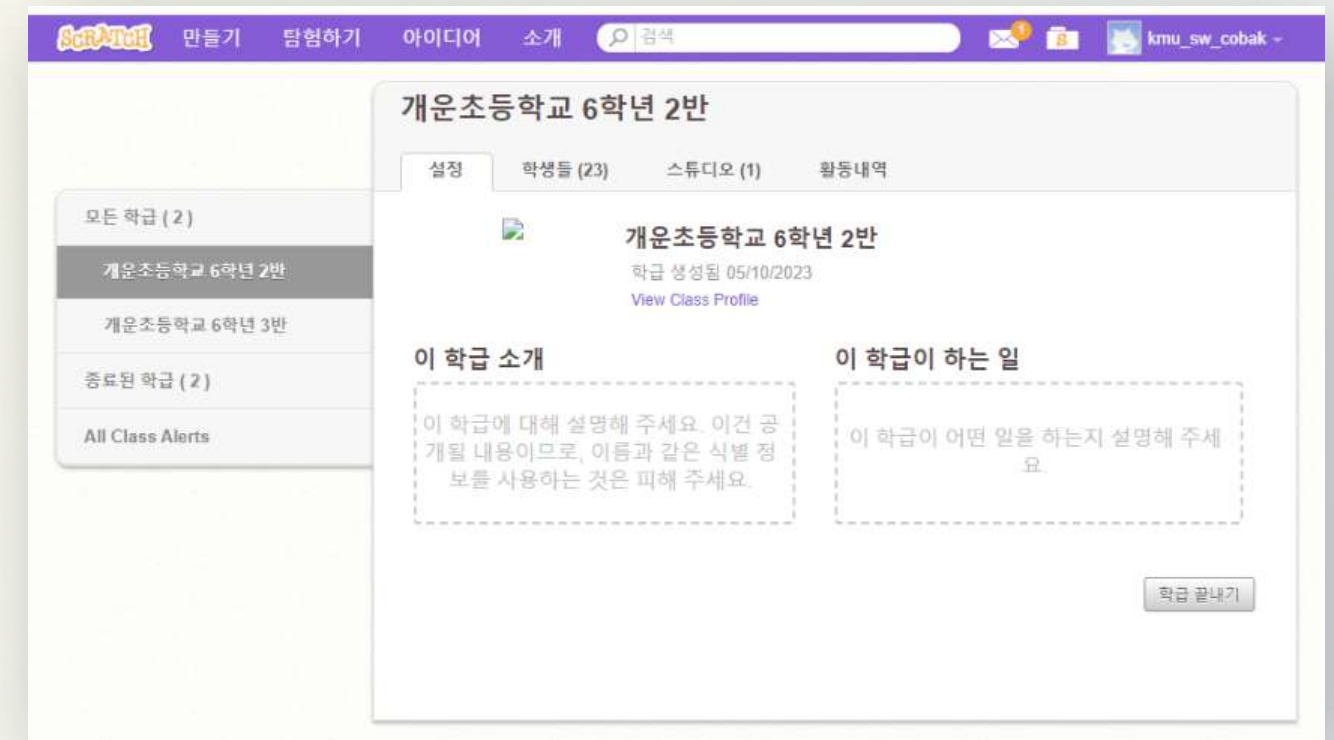 SCRATCH 만들기 탐험하기 아이디어 소개 검색 1 kmu_sw_cobak
개운초등학교 6학년 2반
설정 학생들 (23) 스튜디오 (1) 활동내역
모든 학급 ( 2 )
개운초등학교 6학년 2반
개운초등학교 6학년 3반
종료된 학급 ( 2 )
All Class Alerts
개운초등학교 6학년 2반
학급 생성됨 05/10/2023
View Class Profile
이 학급 소개
이 학급에 대해 설명해 주세요. 이건 공
개될 내용이므로, 이름과 같은 식별 정
보를 사용하는 것은 피해 주세요.
이 학급이 하는 일
이 학급이 어떤 일을 하는지 설명해 주세
요.
학급 끝내기